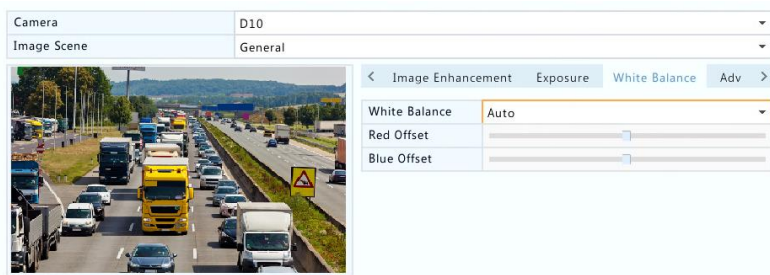 Camera D10
Image Scene General
< Image Enhancement Exposure White Balance Adv >
White Balance Auto
Red Offset
Blue Offset